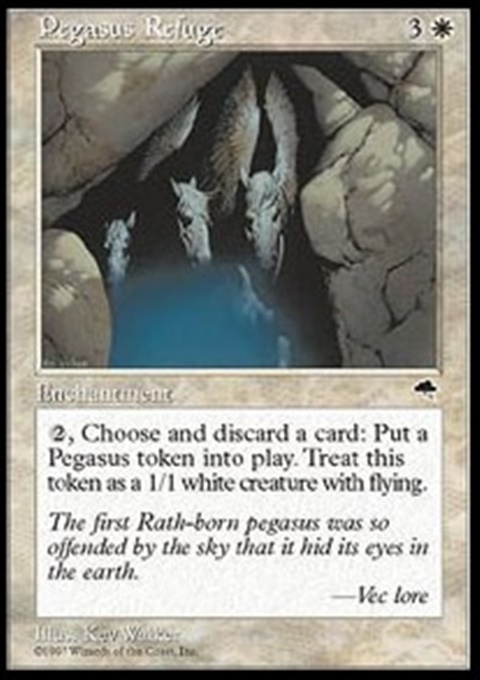 Pegasus Refuge 3
Enchantment
2, Choose and discard a card: Put a
Pegasus token into play. Treat this
token as a 1/1 white creature with flying.
The first Rath-born pegasus was so
offended by the sky that it hid its eyes in
the earth.
—Vec lore
Illus. Kev Walker
©1997 Wizards of the Coast, Inc.